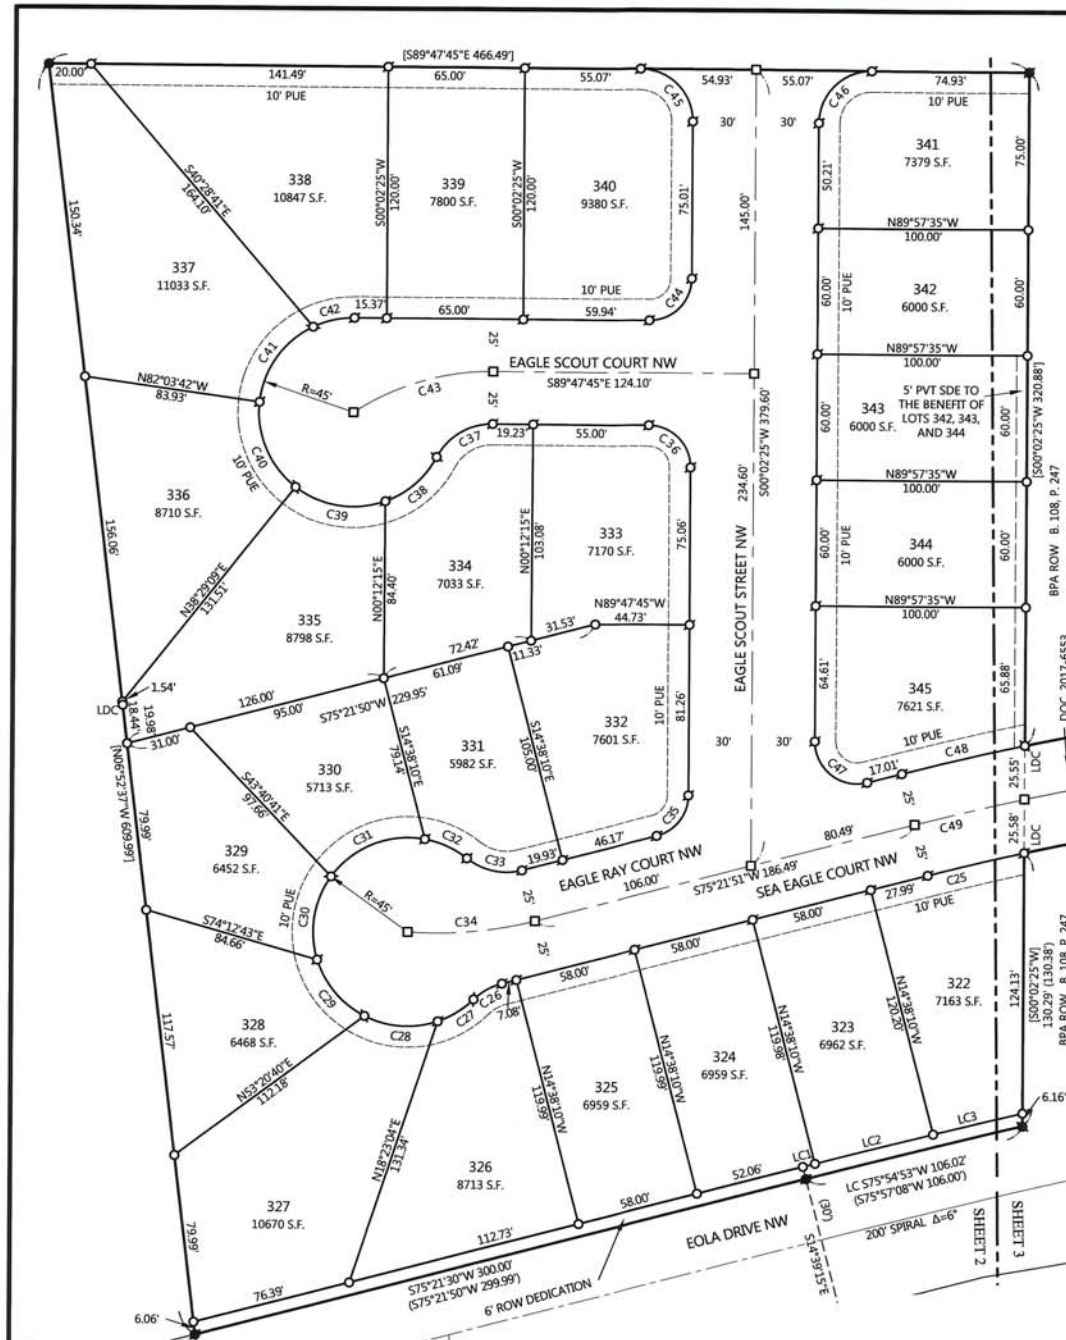 [S89°47'45"E 466.49']
20.00'
141.49'
65.00'
55.07'
54.93'
55.07'
74.93'
10' PUE
C45
C46
10' PUE
30'
30'
341
7379 S.F.
75.00'
50.21'
S40°28'41"E
164.10'
338
10847 S.F.
S00°02'25"W
120.00'
339
7800 S.F.
S00°02'25"W
120.00'
340
9380 S.F.
75.01'
145.00'
150.34'
N89°57'35"W
100.00'
337
11033 S.F.
10' PUE
342
6000 S.F.
60.00'
10' PUE
60.00'
C42
15.37'
65.00'
59.94'
C44
C41
25'
EAGLE SCOUT COURT NW
S89°47'45"E 124.10'
N89°57'35"W
100.00'
N82°03'42"W
83.93'
R=45'
C43
25'
5' PVT SDE TO
THE BENEFIT OF
LOTS 342, 343,
AND 344
343
6000 S.F.
60.00'
60.00'
[S00°02'25"W 320.88']
S00°02'25"W 379.60'
C37
19.23'
55.00'
C36
C40
10' PUE
C38
C39
234.60'
N89°57'35"W
100.00'
BPA ROW B. 108, P. 247
336
8710 S.F.
156.06'
N38°29'09"E
131.51'
334
7033 S.F.
N00°12'15"E
84.40'
N00°12'15"E
103.08'
333
7170 S.F.
75.06'
EAGLE SCOUT STREET NW
344
6000 S.F.
60.00'
10' PUE
60.00'
N89°47'45"W
44.73'
N89°57'35"W
100.00'
335
8798 S.F.
72.42'
31.53'
11.33'
61.09'
1.54'
LDC
18.44'
19.98'
126.00'
95.00'
S75°21'50"W 229.95'
31.00'
64.61'
345
7621 S.F.
65.88'
DOC. 2017-6553
10' PUE
81.26'
332
7601 S.F.
30'
30'
10' PUE
C48
C47
17.01'
25.55'
LDC
[N06°52'37"W 609.99']
330
5713 S.F.
S14°38'10"E
79.14'
331
5982 S.F.
S14°38'10"E
105.00'
S43°40'41"E
97.66'
79.99'
25'
C49
25.58'
LDC
C31
C32
C33
19.93'
46.17'
C35
80.49'
329
6452 S.F.
EAGLE RAY COURT NW
106.00'
S75°21'51"W 186.49'
SEA EAGLE COURT NW
25'
10' PUE
C30
R=45'
C34
25'
25'
27.99'
C25
10' PUE
S74°12'43"E
84.66'
58.00'
58.00'
58.00'
C29
C28
C27
C26
7.08'
322
7163 S.F.
124.13'
[S00°02'25"W]
130.29' (130.38')
BPA ROW B. 108, P. 247
328
6468 S.F.
117.57'
N53°20'40"E
112.18'
N18°23'04"E
131.34'
N14°38'10"W
119.99'
325
6959 S.F.
N14°38'10"W
119.99'
324
6959 S.F.
N14°38'10"W
119.98'
323
6962 S.F.
N14°38'10"W
120.20'
6.16'
LC1
LC2
LC3
326
8713 S.F.
52.06'
LC S75°54'53"W 106.02'
(S75°57'08"W 106.00')
327
10670 S.F.
79.99'
58.00'
112.73'
EOLA DRIVE NW
(30')
S14°39'15"E
200' SPIRAL Δ=6°
SHEET 2
SHEET 3
76.39'
S75°21'30"W 300.00'
(S75°21'50"W 299.99')
6' ROW DEDICATION
6.06'